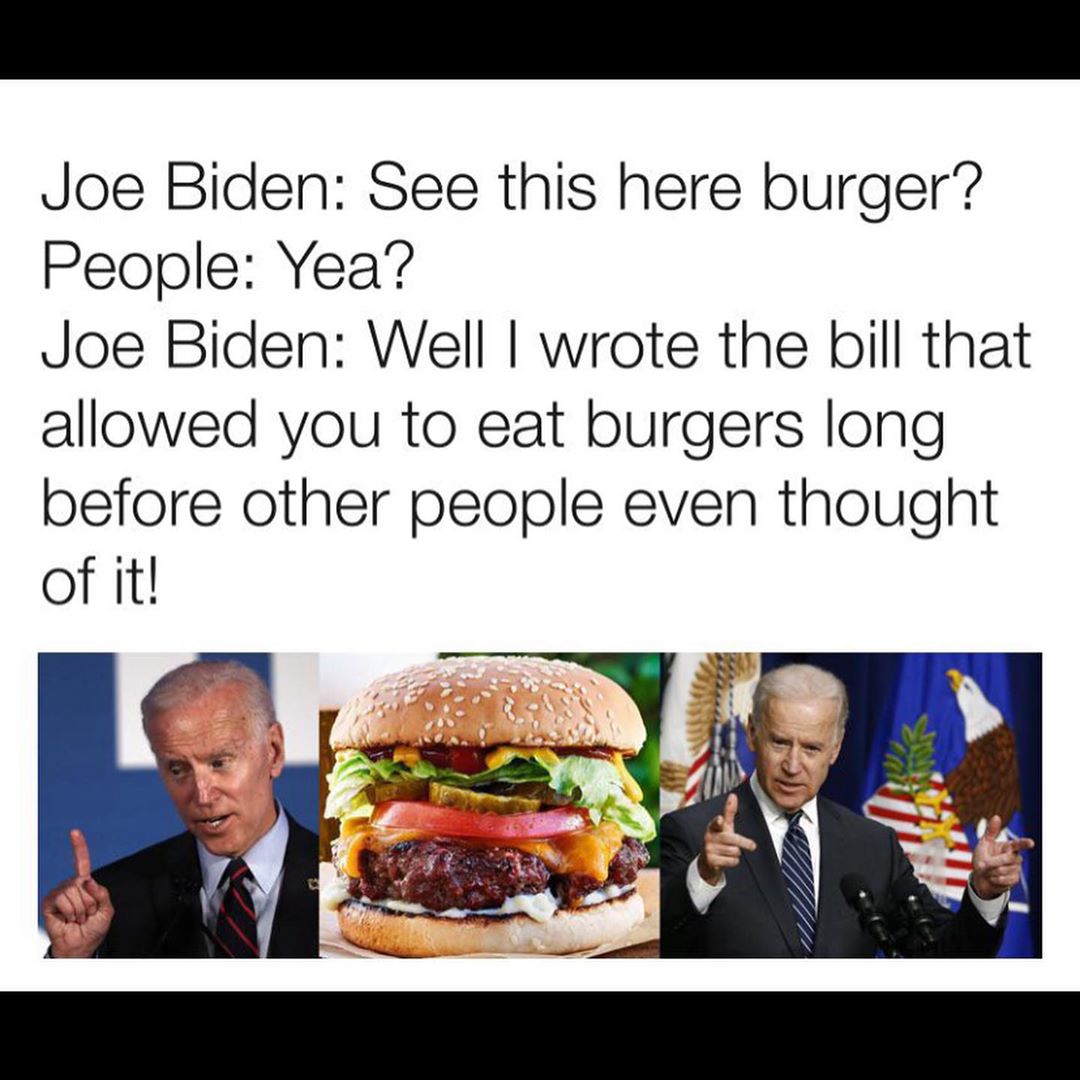 Joe Biden: See this here burger?
People: Yea?
Joe Biden: Well I wrote the bill that
allowed you to eat burgers long
before other people even thought
of it!